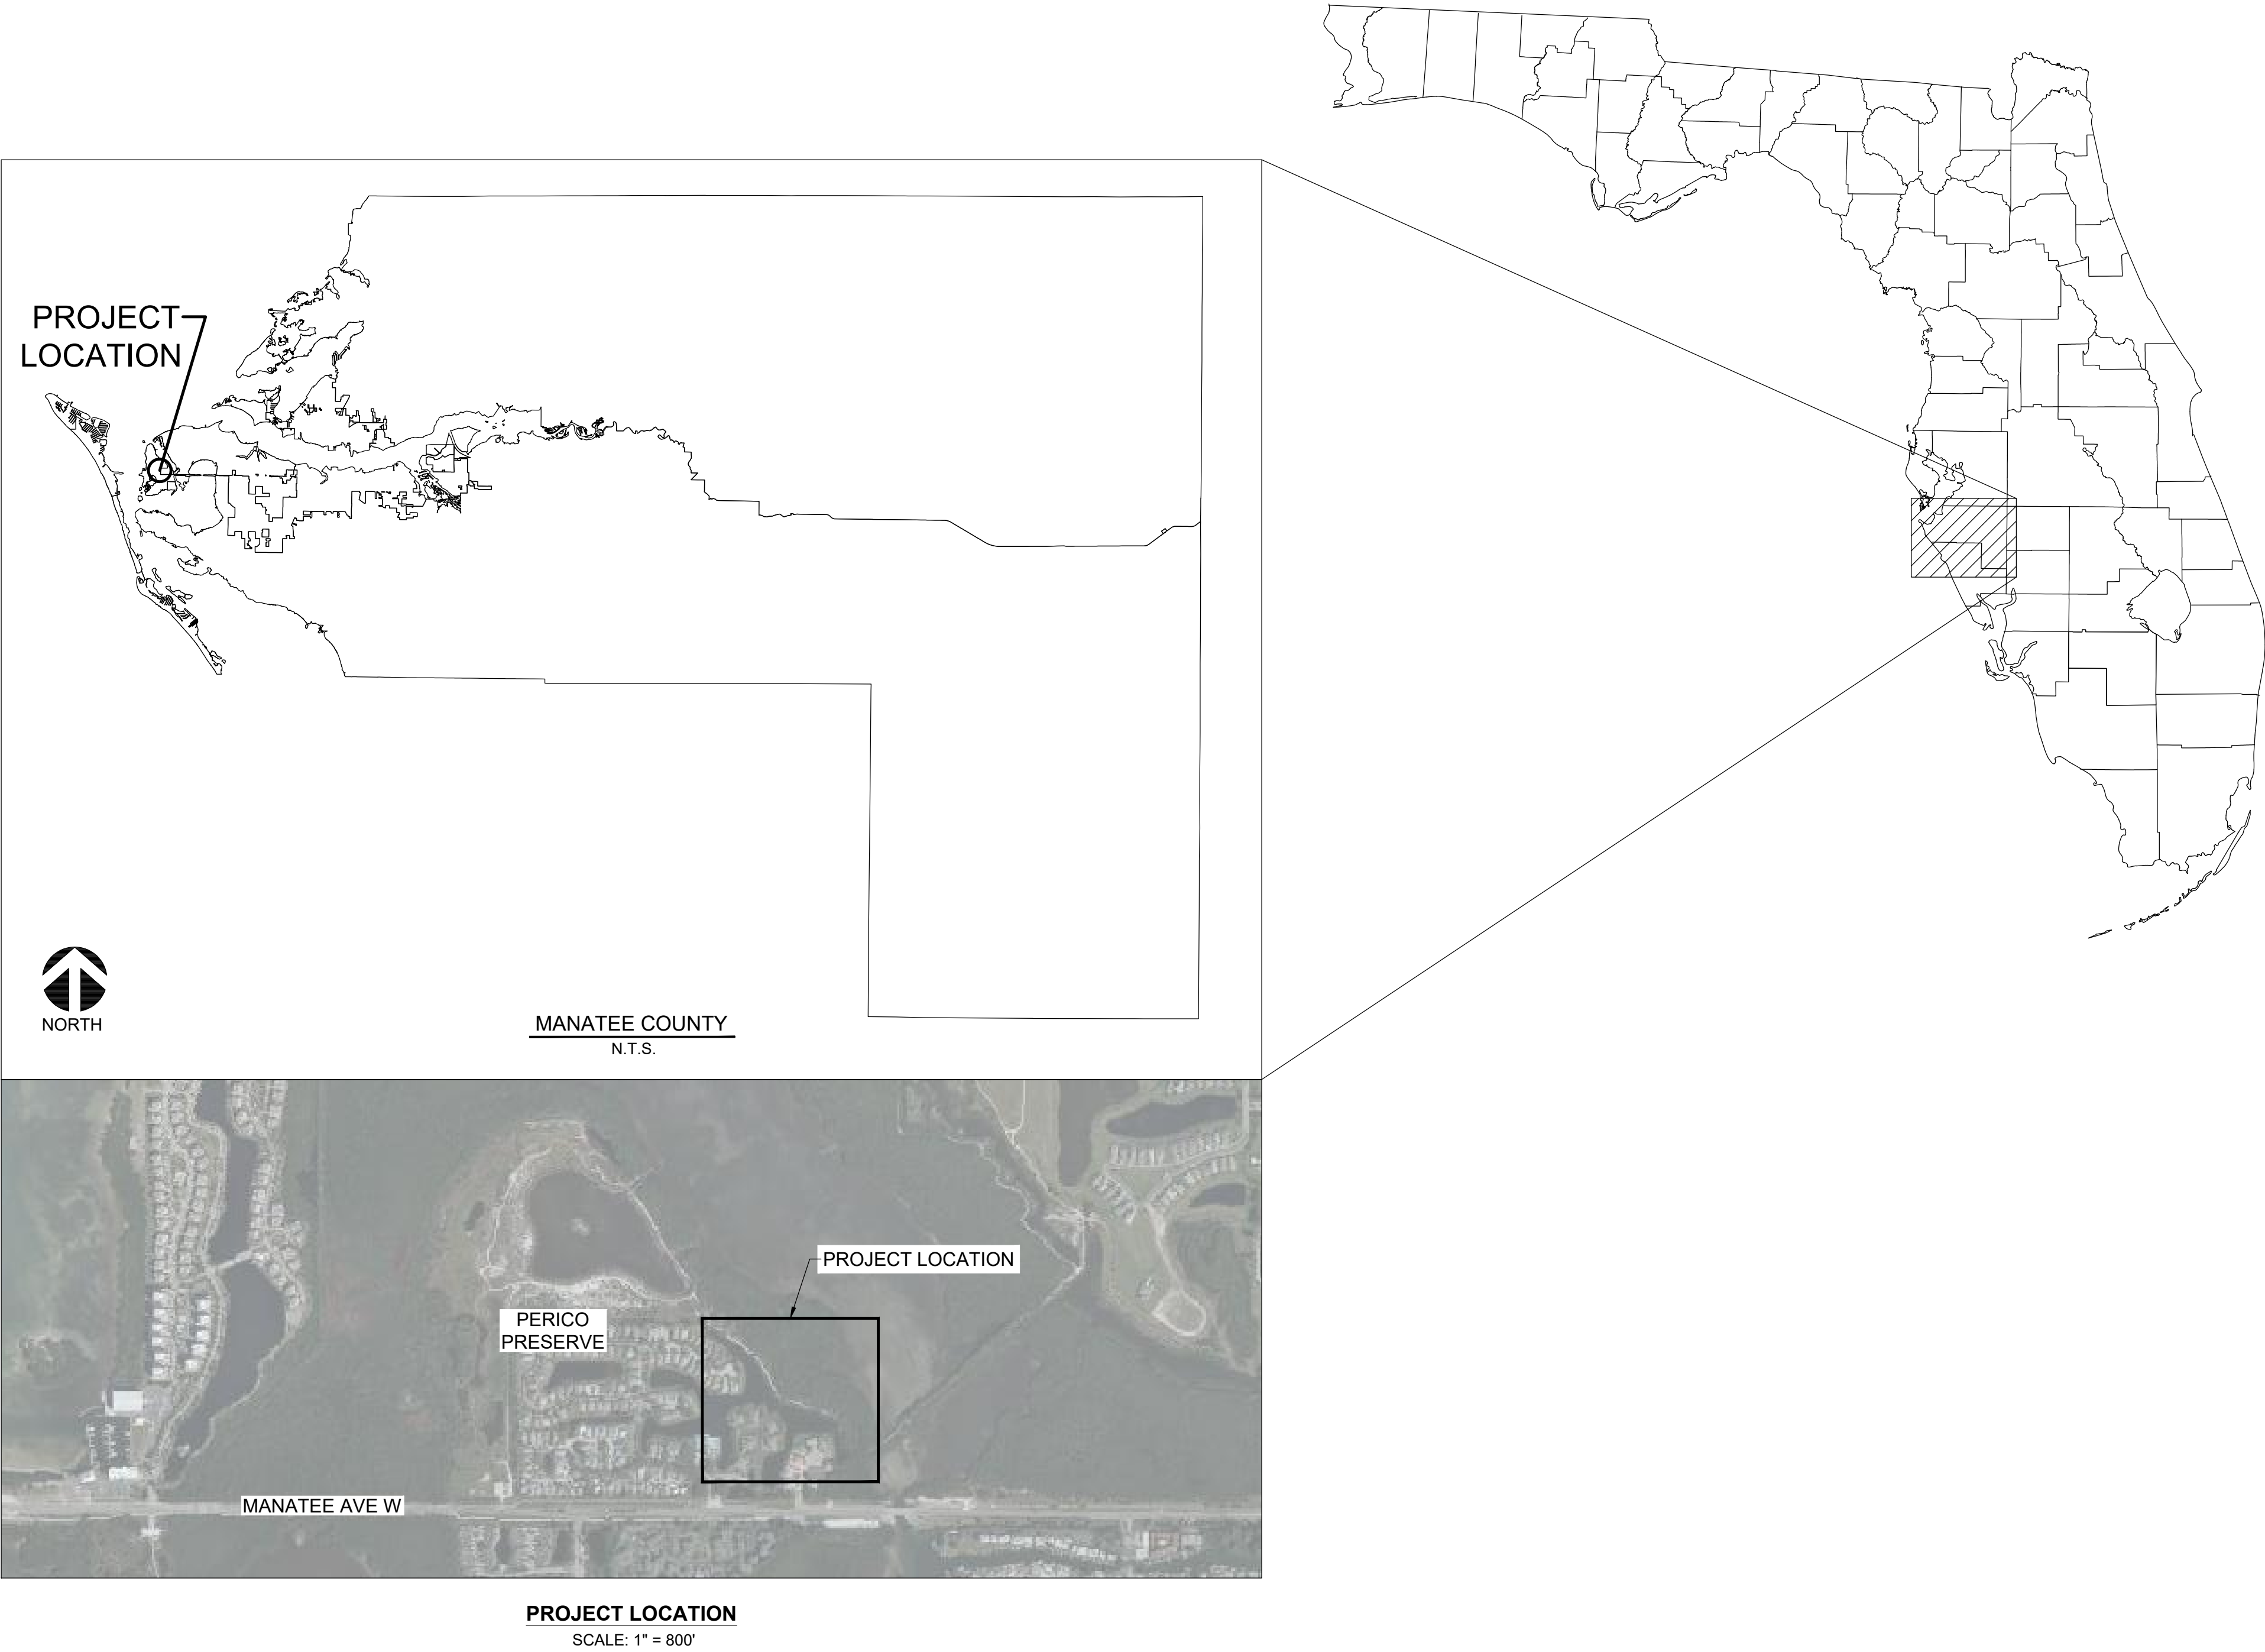 PROJECT
LOCATION
NORTH
MANATEE COUNTY
N.T.S.
PROJECT LOCATION
PERICO
PRESERVE
MANATEE AVE W
PROJECT LOCATION
SCALE: 1" = 800'